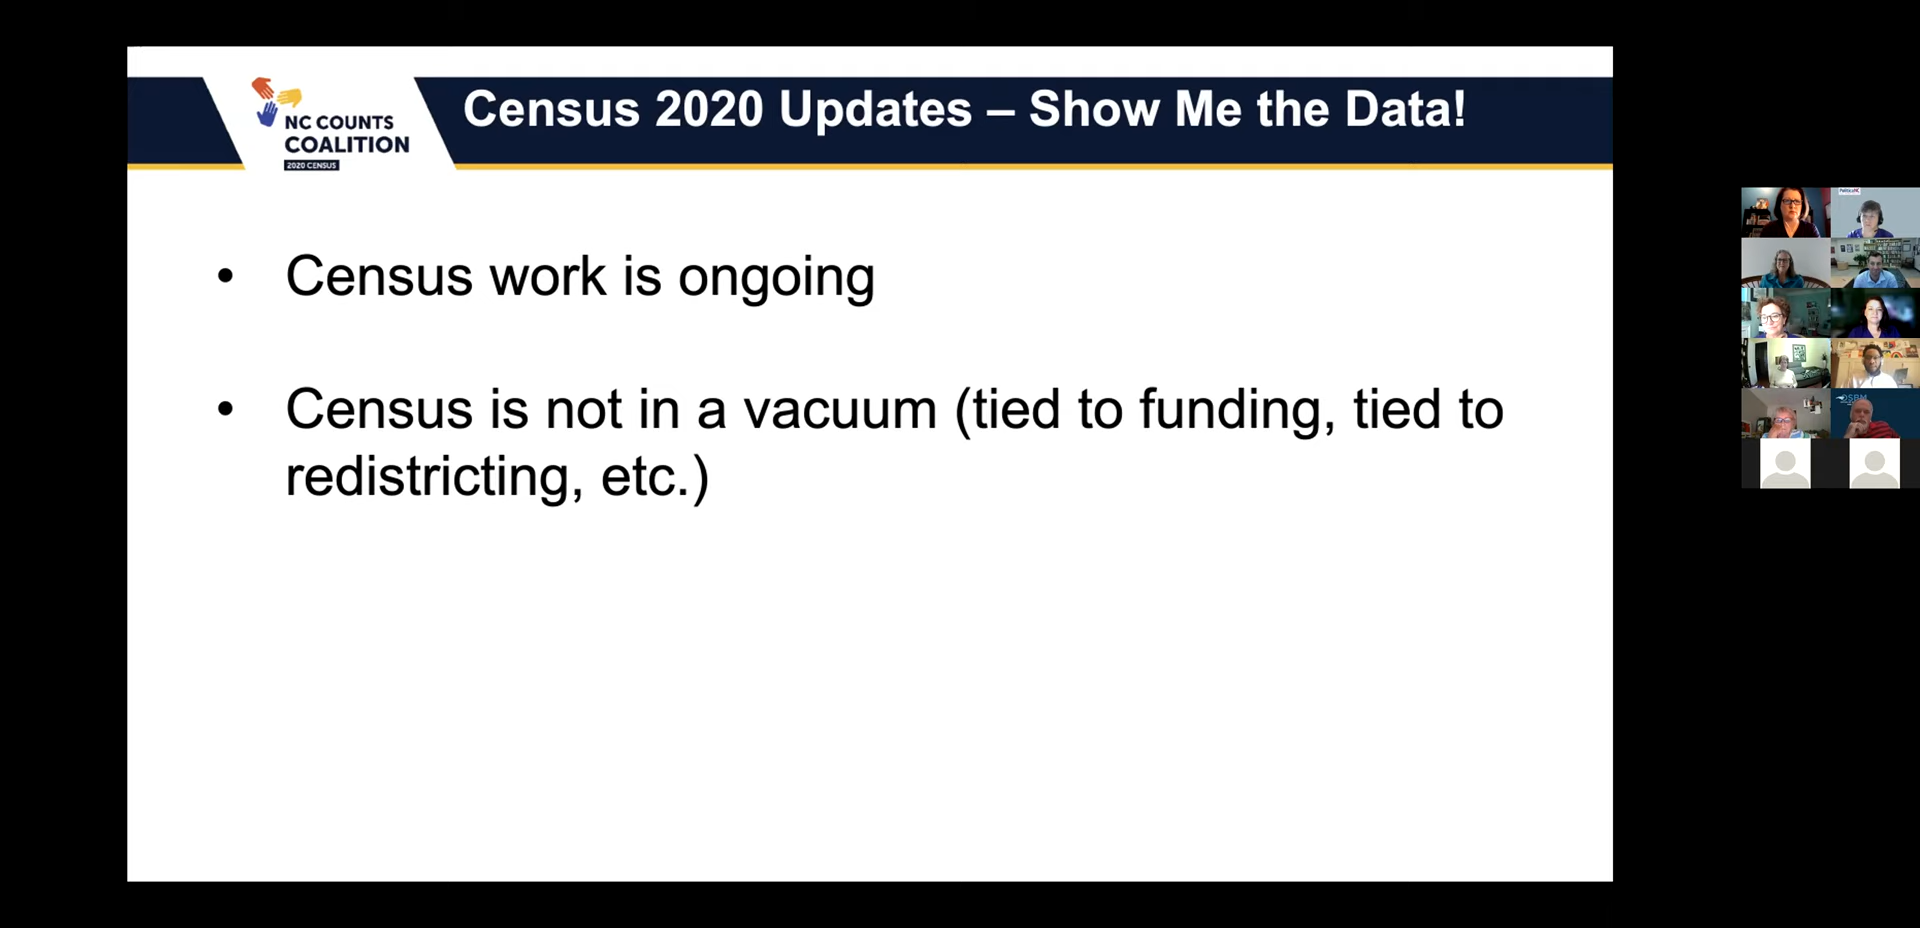 Census 2020 Updates – Show Me the Data!
NC COUNTS
COALITION
2020 CENSUS
• Census work is ongoing
• Census is not in a vacuum (tied to funding, tied to
redistricting, etc.)
OSBM